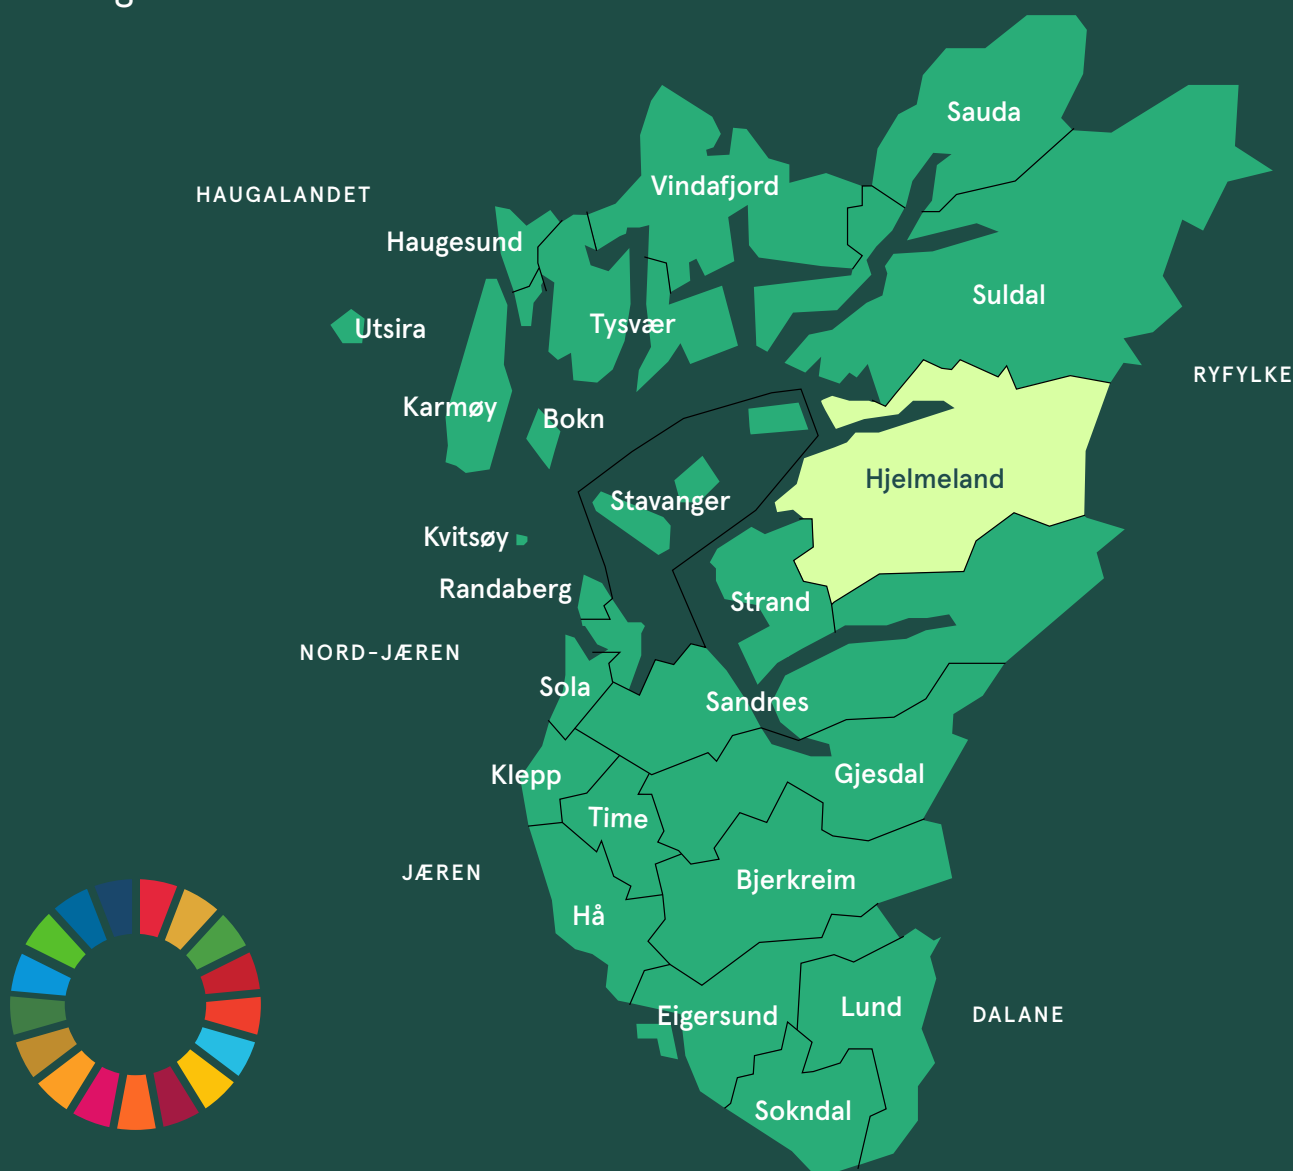 Sauda
Vindafjord
HAUGALANDET
Haugesund
Suldal
Tysvær
Utsira
RYFYLKE
Karmøy
Bokn
Hjelmeland
Stavanger
Kvitsøy
Randaberg
Strand
NORD-JÆREN
Sola
Sandnes
Klepp
Gjesdal
Time
JÆREN
Bjerkreim
Hå
Lund
DALANE
Eigersund
Sokndal